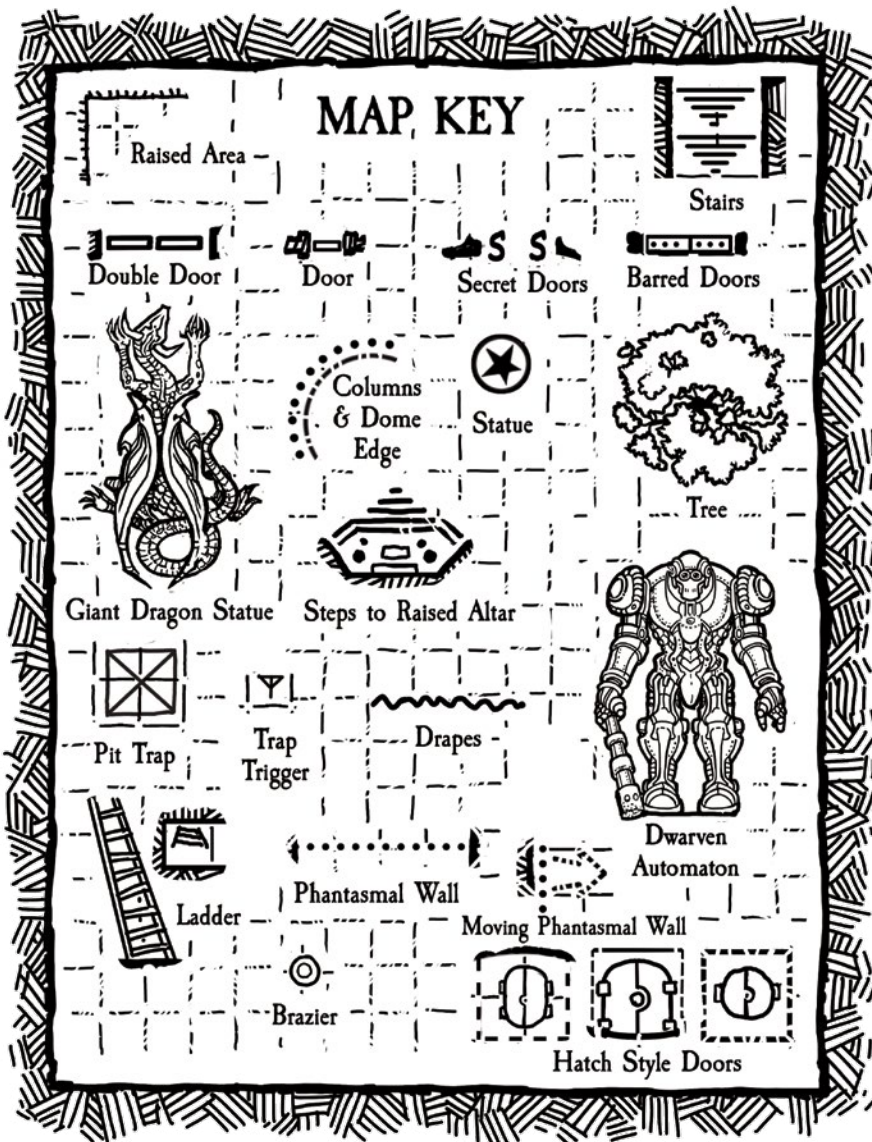 MAP KEY
Raised Area
Stairs
Double Door
Door
S S
Secret Doors
Barred Doors
Columns
& Dome
Edge
Statue
Tree
Giant Dragon Statue
Steps to Raised Altar
Pit Trap
Trap
Trigger
Drapes
Dwarven
Automaton
Ladder
Phantasmal Wall
Moving Phantasmal Wall
Brazier
Hatch Style Doors